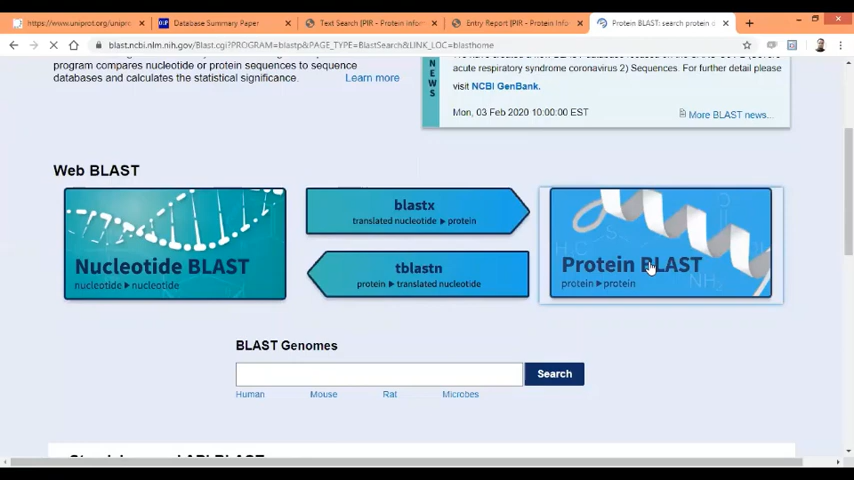 https://www.uniprot.org/unipro
Database Summary Paper
Text Search [PIR - Protein Inform
Entry Report [PIR - Protein Info
Protein BLAST: search protein d
blast.ncbi.nlm.nih.gov/Blast.cgi?PROGRAM=blastp&PAGE_TYPE=BlastSearch&LINK_LOC=blasthome
program compares nucleotide or protein sequences to sequence
databases and calculates the statistical significance.
Learn more
E
W
S
acute respiratory syndrome coronavirus 2) Sequences. For further detail please
visit NCBI GenBank.
Mon, 03 Feb 2020 10:00:00 EST
More BLAST news...
Web BLAST
Nucleotide BLAST
nucleotide ▶ nucleotide
blastx
translated nucleotide ▶ protein
tblastn
protein ▶ translated nucleotide
Protein BLAST
protein ▶ protein
BLAST Genomes
Search
Human
Mouse
Rat
Microbes